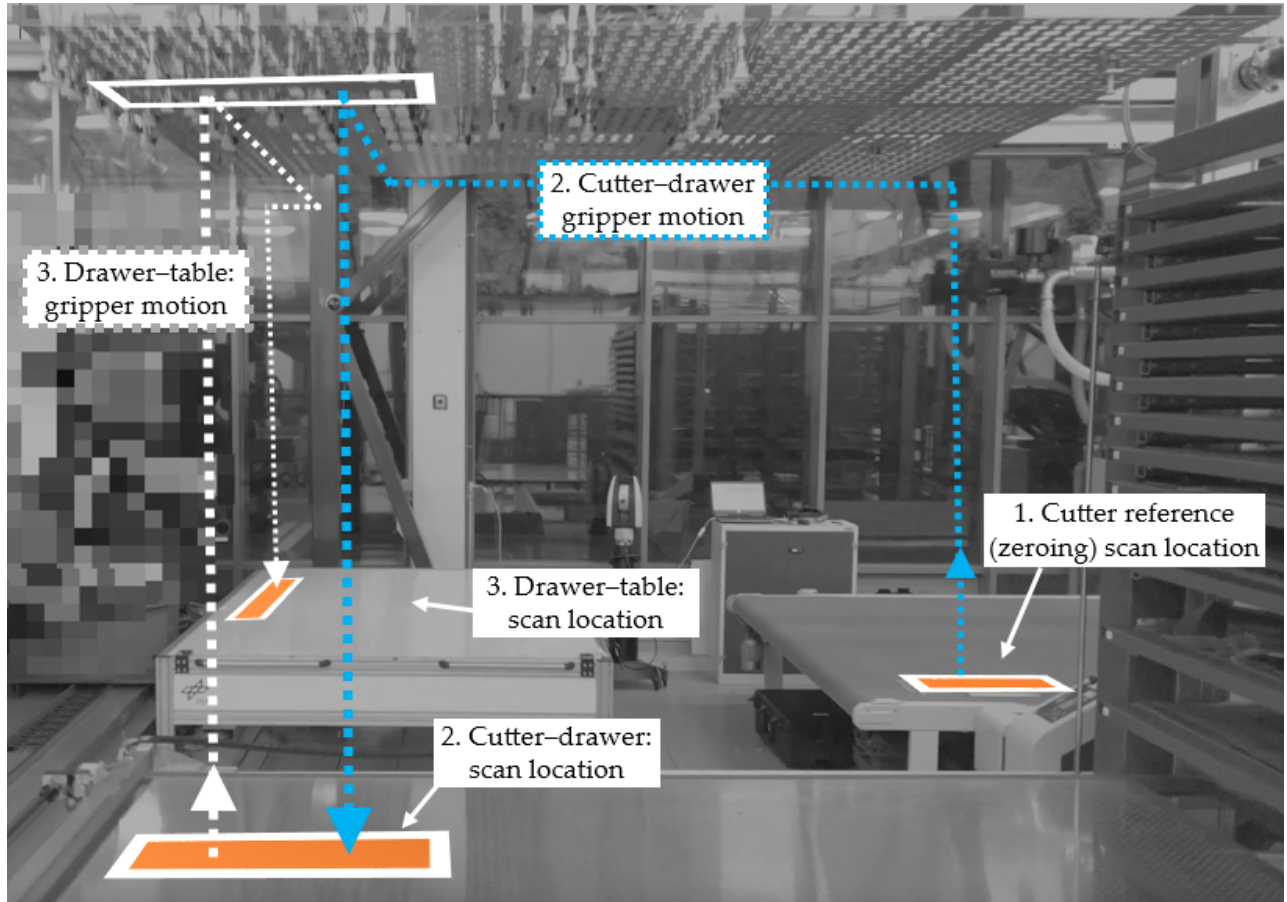 2. Cutter–drawer
gripper motion
3. Drawer–table:
gripper motion
1. Cutter reference
(zeroing) scan location
3. Drawer–table:
scan location
2. Cutter–drawer:
scan location